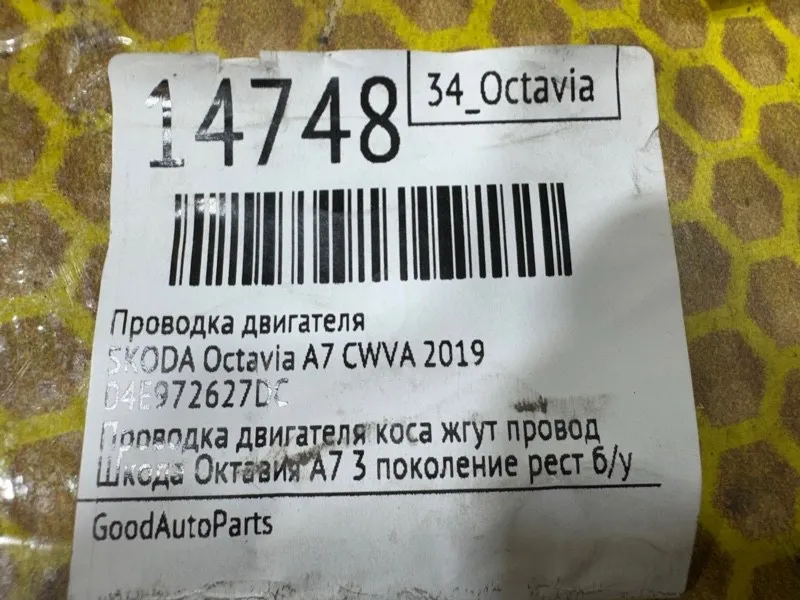 14748
34_Octavia
Проводка двигателя
SKODA Octavia A7 CWVA 2019
04E972627DC
Проводка двигателя коса жгут провод
Шкода Октавия А7 3 поколение рест б/у
GoodAutoParts